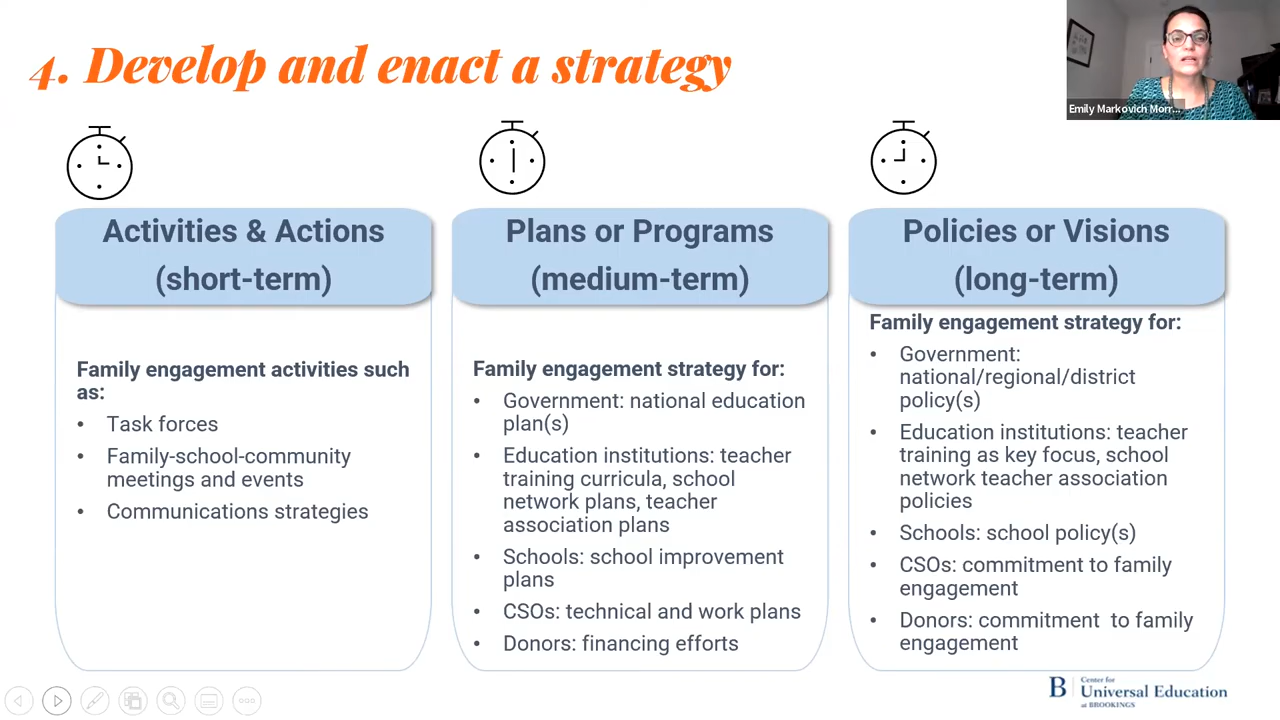 4. Develop and enact a strategy
Emily Markovich Morr...
Activities & Actions
(short-term)
Family engagement activities such
as:
• Task forces
• Family-school-community
meetings and events
• Communications strategies
Plans or Programs
(medium-term)
Family engagement strategy for:
• Government: national education
plan(s)
• Education institutions: teacher
training curricula, school
network plans, teacher
association plans
• Schools: school improvement
plans
• CSOs: technical and work plans
• Donors: financing efforts
Policies or Visions
(long-term)
Family engagement strategy for:
• Government:
national/regional/district
policy(s)
• Education institutions: teacher
training as key focus, school
network teacher association
policies
• Schools: school policy(s)
• CSOs: commitment to family
engagement
• Donors: commitment  to family
engagement
B
Center for
Universal Education
at BROOKINGS